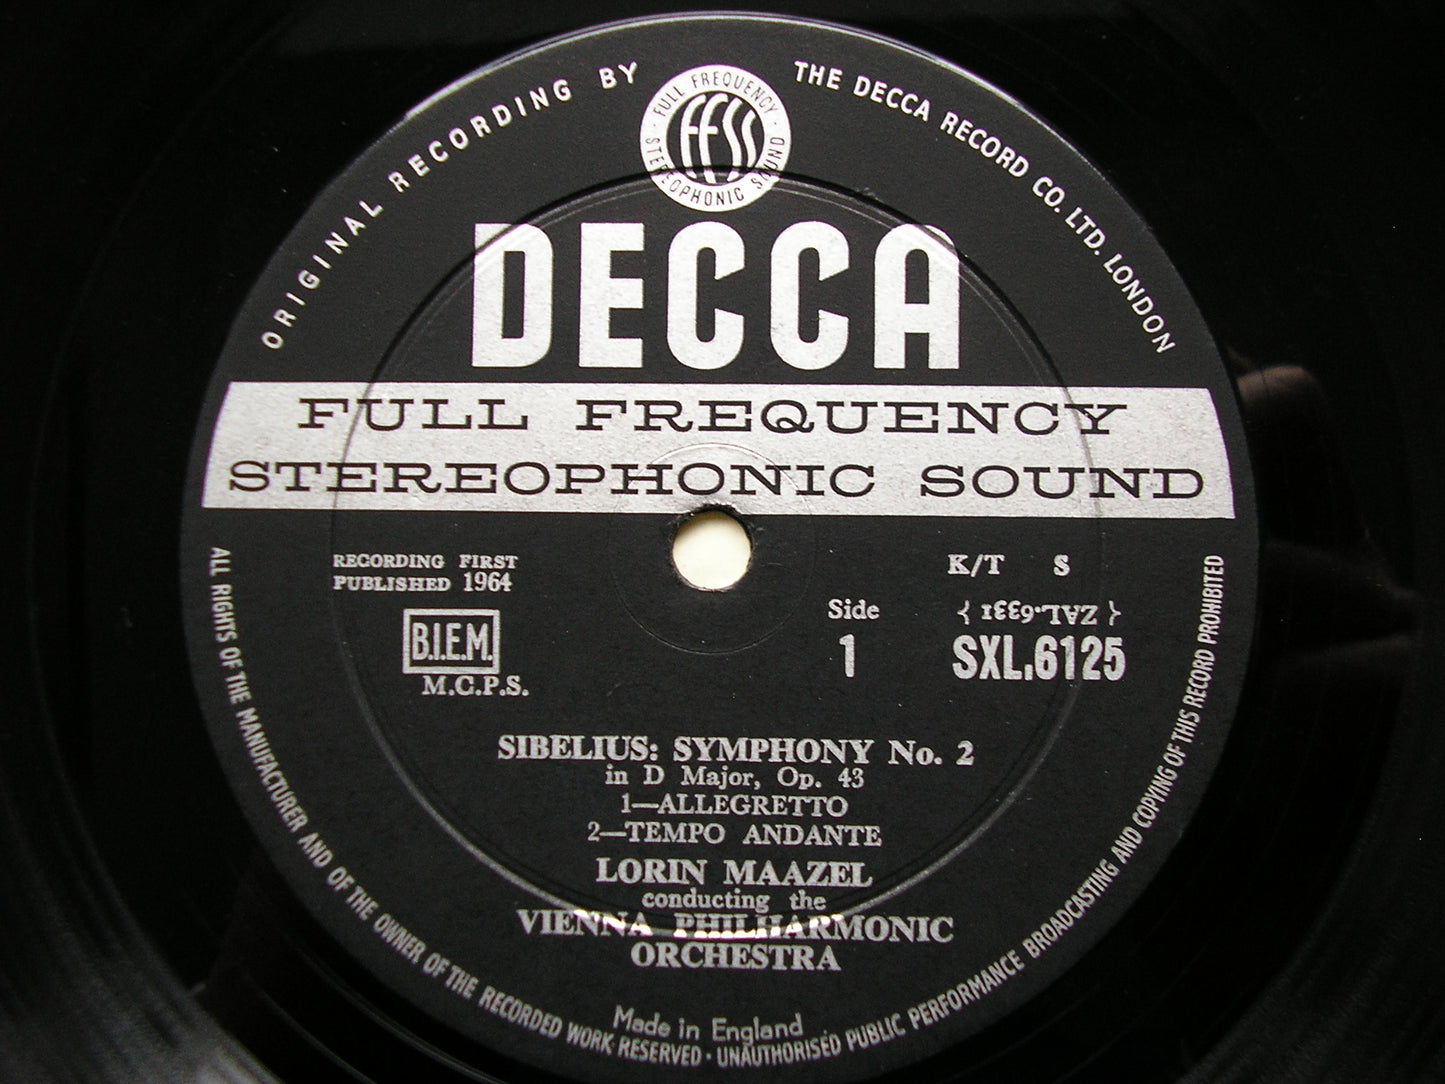 ORIGINAL RECORDING BY
THE DECCA RECORD CO. LTD. LONDON
FULL FREQUENCY
FFSS
STEREOPHONIC SOUND
DECCA
FULL FREQUENCY
STEREOPHONIC SOUND
RECORDING FIRST
PUBLISHED 1964
B.I.E.M.
M.C.P.S.
K/T S
Side
1
{ ZAL.6331 }
SXL.6125
SIBELIUS: SYMPHONY No. 2
in D Major, Op. 43
1—ALLEGRETTO
2—TEMPO ANDANTE
LORIN MAAZEL
conducting the
VIENNA PHILHARMONIC
ORCHESTRA
Made in England
ALL RIGHTS OF THE MANUFACTURER AND OF THE OWNER OF THE RECORDED WORK RESERVED · UNAUTHORISED PUBLIC PERFORMANCE BROADCASTING AND COPYING OF THIS RECORD PROHIBITED